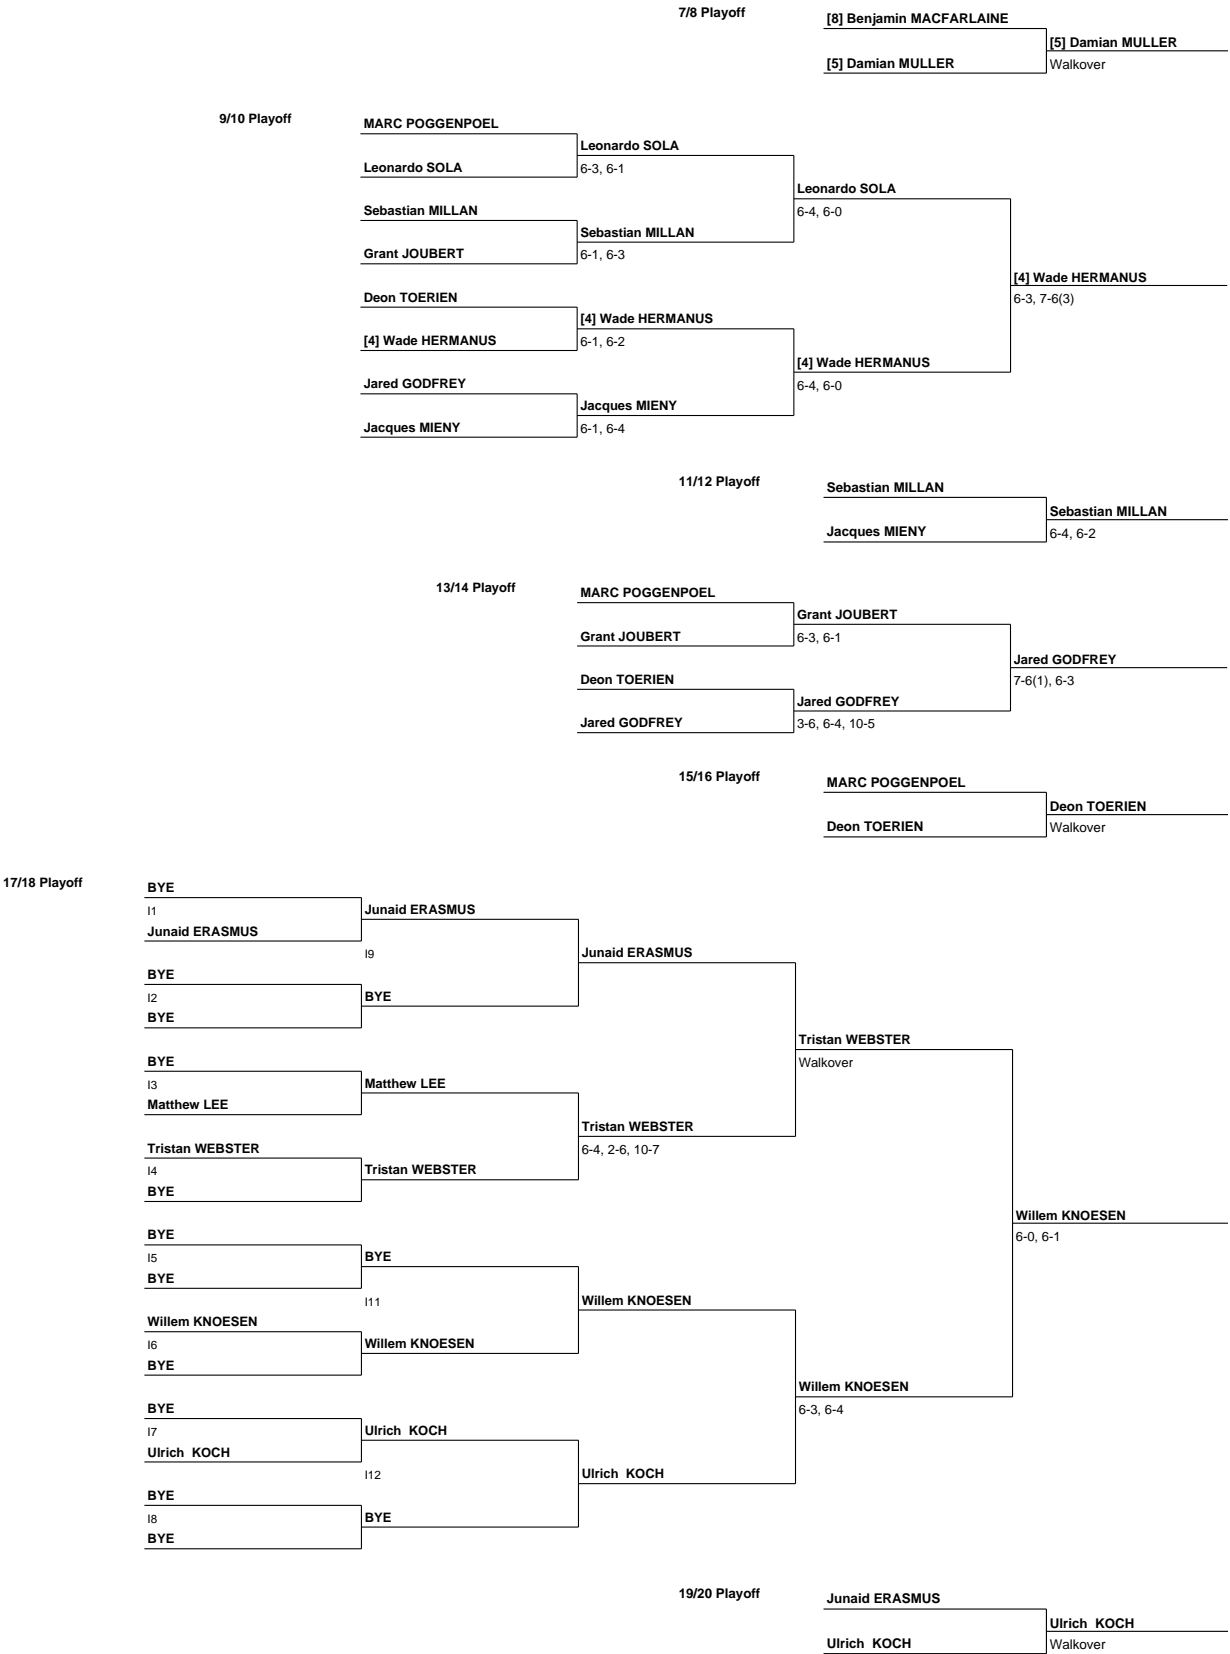 7/8 Playoff
[8] Benjamin MACFARLAINE
[5] Damian MULLER
[5] Damian MULLER
Walkover
9/10 Playoff
MARC POGGENPOEL
Leonardo SOLA
Leonardo SOLA
6-3, 6-1
Leonardo SOLA
6-4, 6-0
Sebastian MILLAN
Sebastian MILLAN
Grant JOUBERT
6-1, 6-3
[4] Wade HERMANUS
6-3, 7-6(3)
Deon TOERIEN
[4] Wade HERMANUS
[4] Wade HERMANUS
6-1, 6-2
[4] Wade HERMANUS
6-4, 6-0
Jared GODFREY
Jacques MIENY
Jacques MIENY
6-1, 6-4
11/12 Playoff
Sebastian MILLAN
Sebastian MILLAN
Jacques MIENY
6-4, 6-2
13/14 Playoff
MARC POGGENPOEL
Grant JOUBERT
Grant JOUBERT
6-3, 6-1
Jared GODFREY
7-6(1), 6-3
Deon TOERIEN
Jared GODFREY
Jared GODFREY
3-6, 6-4, 10-5
15/16 Playoff
MARC POGGENPOEL
Deon TOERIEN
Deon TOERIEN
Walkover
17/18 Playoff
BYE
I1
Junaid ERASMUS
Junaid ERASMUS
I9
Junaid ERASMUS
BYE
I2
BYE
BYE
Tristan WEBSTER
Walkover
BYE
I3
Matthew LEE
Matthew LEE
Tristan WEBSTER
6-4, 2-6, 10-7
Tristan WEBSTER
I4
Tristan WEBSTER
BYE
Willem KNOESEN
6-0, 6-1
BYE
I5
BYE
BYE
I11
Willem KNOESEN
Willem KNOESEN
I6
Willem KNOESEN
BYE
Willem KNOESEN
6-3, 6-4
BYE
I7
Ulrich KOCH
Ulrich KOCH
I12
Ulrich KOCH
BYE
I8
BYE
BYE
19/20 Playoff
Junaid ERASMUS
Ulrich KOCH
Ulrich KOCH
Walkover